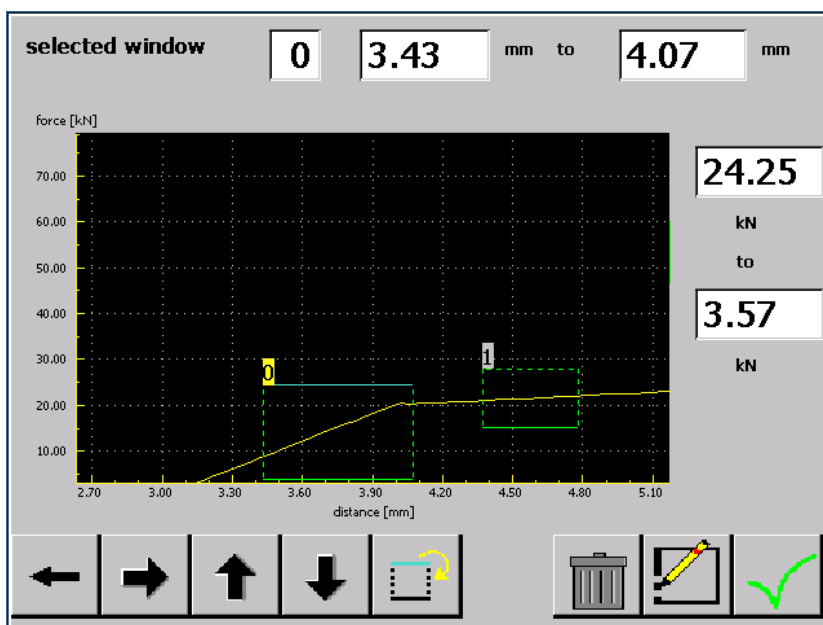 selected window 0 3.43 mm to 4.07 mm
force [kN]
70.00
60.00
50.00
40.00
30.00
20.00
10.00
0
1
2.70 3.00 3.30 3.60 3.90 4.20 4.50 4.80 5.10
distance [mm]
24.25
kN
to
3.57
kN